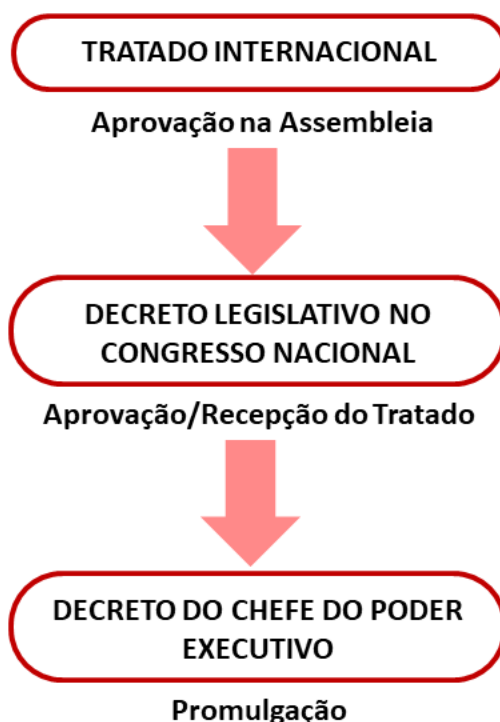 TRATADO INTERNACIONAL
Aprovação na Assembleia
DECRETO LEGISLATIVO NO
CONGRESSO NACIONAL
Aprovação/Recepção do Tratado
DECRETO DO CHEFE DO PODER
EXECUTIVO
Promulgação